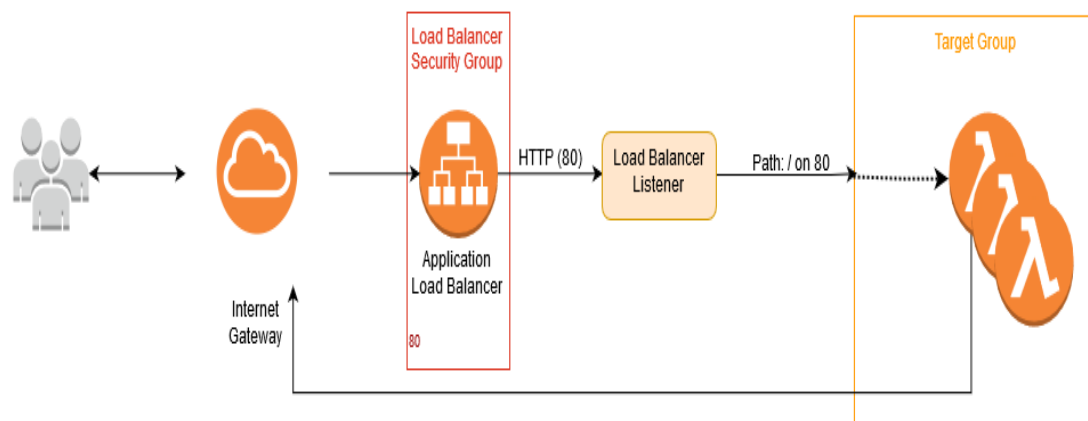 Load Balancer
Security Group
Target Group
HTTP (80)
Load Balancer
Listener
Path: / on 80
Application
Load Balancer
Internet
Gateway
80